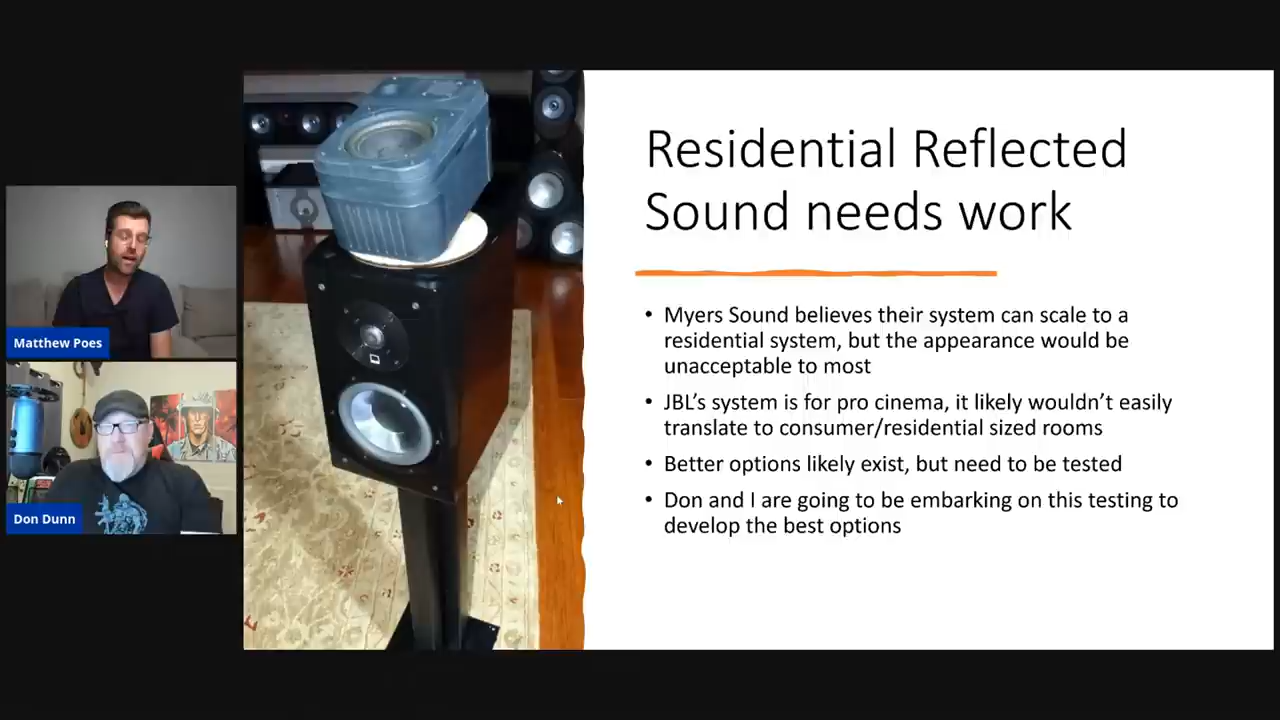 Matthew Poes
Don Dunn
Residential Reflected
Sound needs work
• Myers Sound believes their system can scale to a
residential system, but the appearance would be
unacceptable to most
• JBL’s system is for pro cinema, it likely wouldn’t easily
translate to consumer/residential sized rooms
• Better options likely exist, but need to be tested
• Don and I are going to be embarking on this testing to
develop the best options